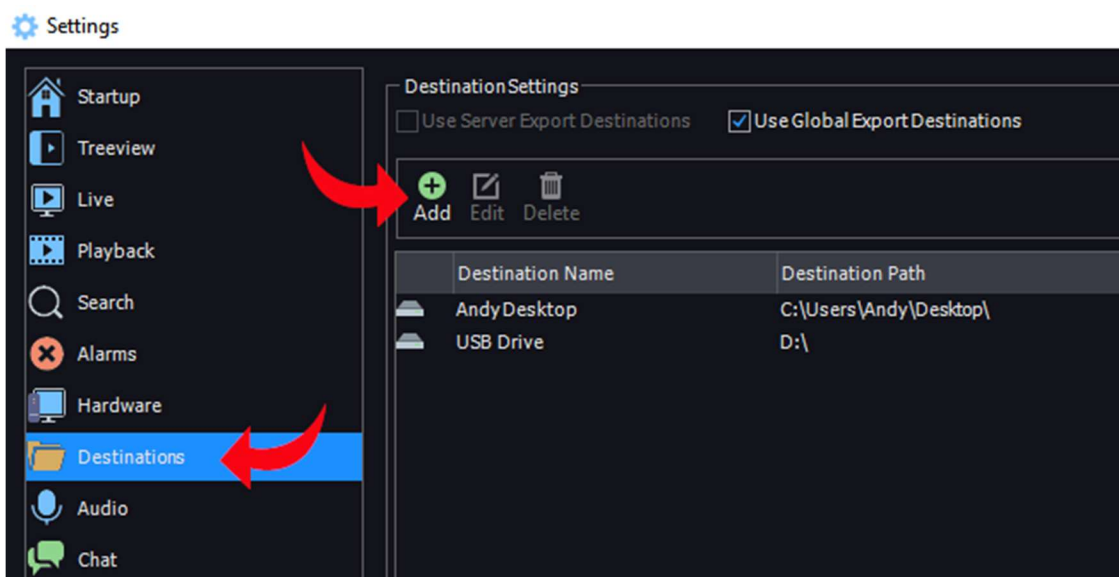 Settings
Startup
Treeview
Live
Playback
Search
Alarms
Hardware
Destinations
Audio
Chat
Destination Settings
Use Server Export Destinations
Use Global Export Destinations
Add
Edit
Delete
Destination Name
Destination Path
Andy Desktop
C:\Users\Andy\Desktop\
USB Drive
D:\